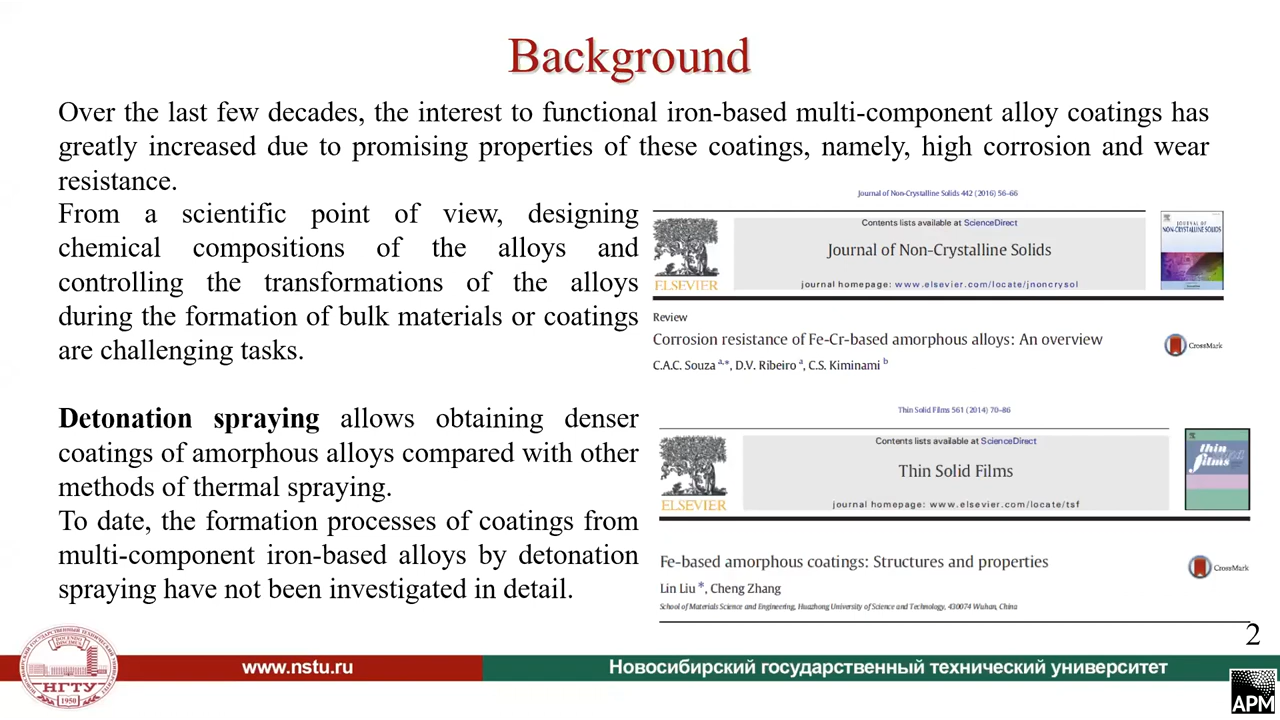 Background
Over the last few decades, the interest to functional iron-based multi-component alloy coatings has
greatly increased due to promising properties of these coatings, namely, high corrosion and wear
resistance.
From a scientific point of view, designing
chemical compositions of the alloys and
controlling the transformations of the alloys
during the formation of bulk materials or coatings
are challenging tasks.
Detonation spraying allows obtaining denser
coatings of amorphous alloys compared with other
methods of thermal spraying.
To date, the formation processes of coatings from
multi-component iron-based alloys by detonation
spraying have not been investigated in detail.
Journal of Non-Crystalline Solids 442 (2016) 56–66
Contents lists available at ScienceDirect
Journal of Non-Crystalline Solids
journal homepage: www.elsevier.com/locate/jnoncrysol
ELSEVIER
JOURNAL OF
NON-CRYSTALLINE SOLIDS
Review
Corrosion resistance of Fe-Cr-based amorphous alloys: An overview
CrossMark
C.A.C. Souza a,*, D.V. Ribeiro a, C.S. Kiminami b
Thin Solid Films 561 (2014) 70–86
Contents lists available at ScienceDirect
Thin Solid Films
journal homepage: www.elsevier.com/locate/tsf
ELSEVIER
thin
films
Fe-based amorphous coatings: Structures and properties
CrossMark
Lin Liu *, Cheng Zhang
School of Materials Science and Engineering, Huazhong University of Science and Technology, 430074 Wuhan, China
2
www.nstu.ru
Новосибирский государственный технический университет
НГТУ
1950
APM